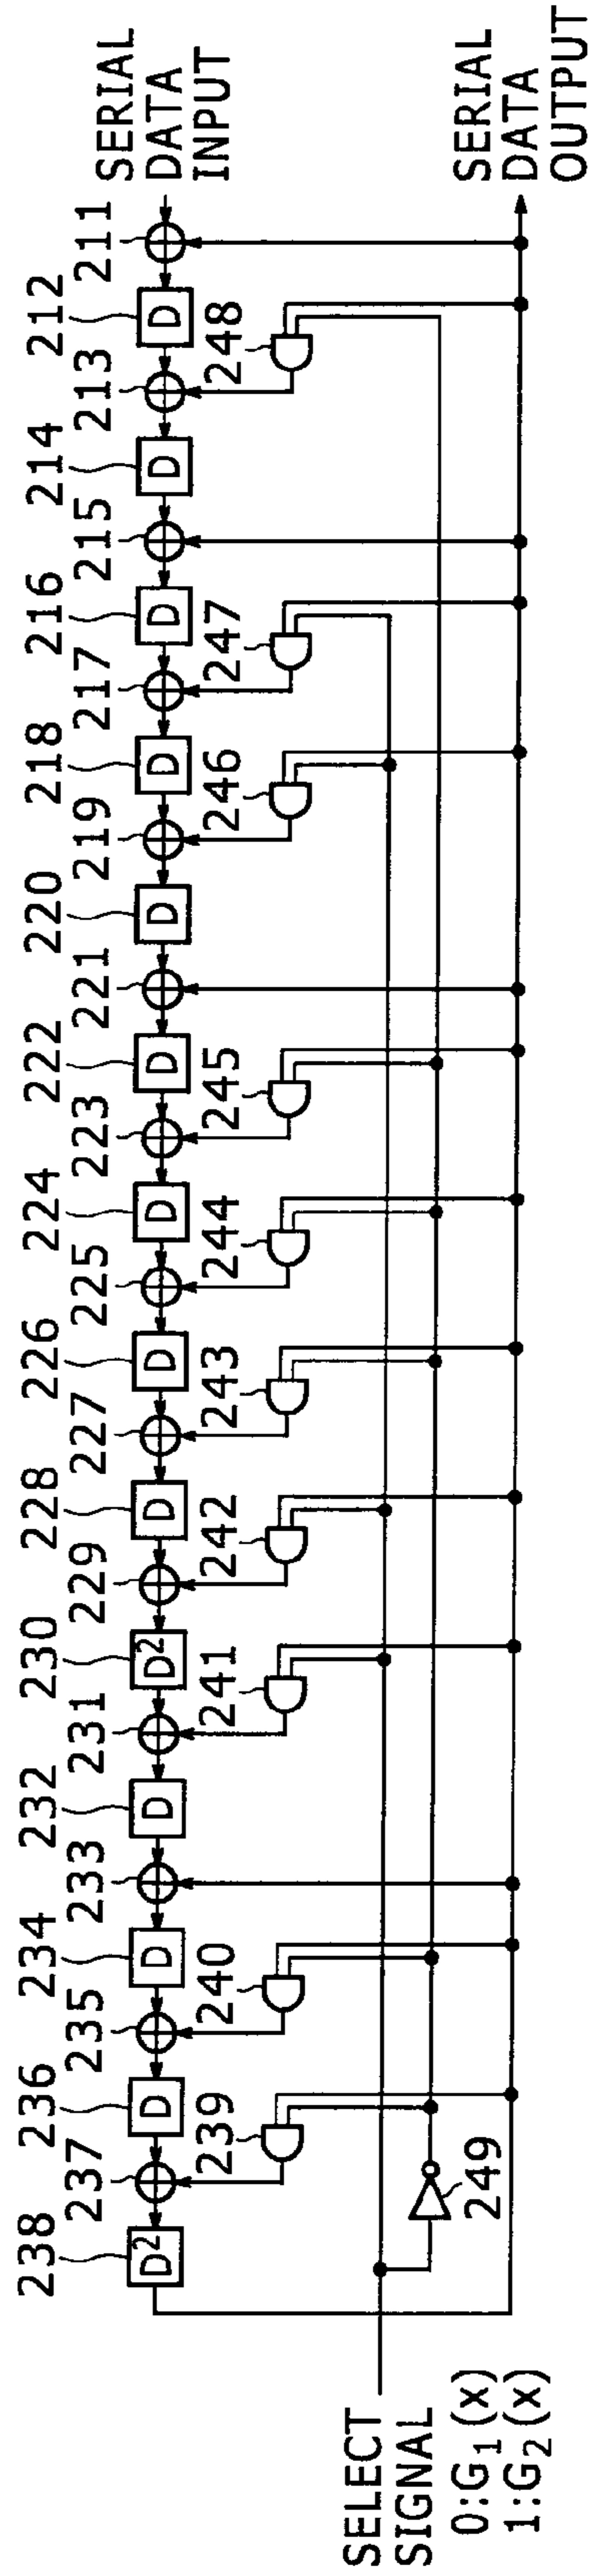 238 236 234 232 230 228 226 224 222 220 218 216 214 212
237 235 233 231 229 227 225 223 221 219 217 215 213 211
D² D D D D² D D D D D D D D D
SERIAL
DATA
INPUT
239 240 241 242 243 244 245 246 247 248
249
SELECT
SIGNAL
0:G₁(x)
1:G₂(x)
SERIAL
DATA
OUTPUT